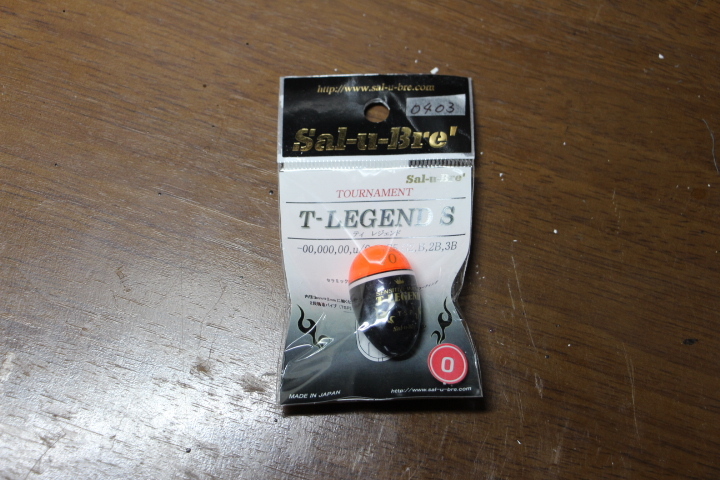 http://www.sal-u-bre.com
0403
Sal-u-Bre'
Sal-u-Bre'
TOURNAMENT
T-LEGEND S
ティ レジェンド
-00,000,00, B,2B,3B
0
T-LEGEND
0
MADE IN JAPAN
http://www.sal-u-bre.com